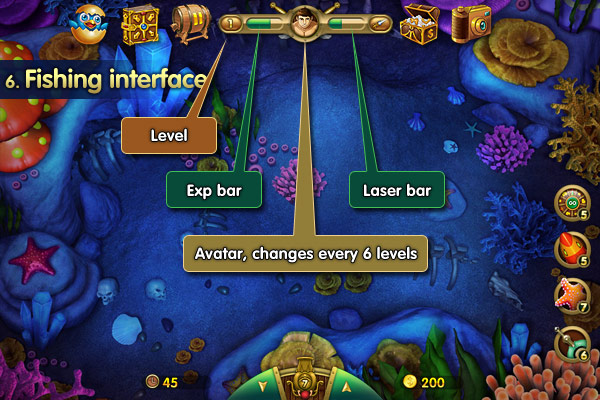 1
6. Fishing interface
Level
Exp bar
Laser bar
Avatar, changes every 6 levels
5
5
7
6
45
7
200